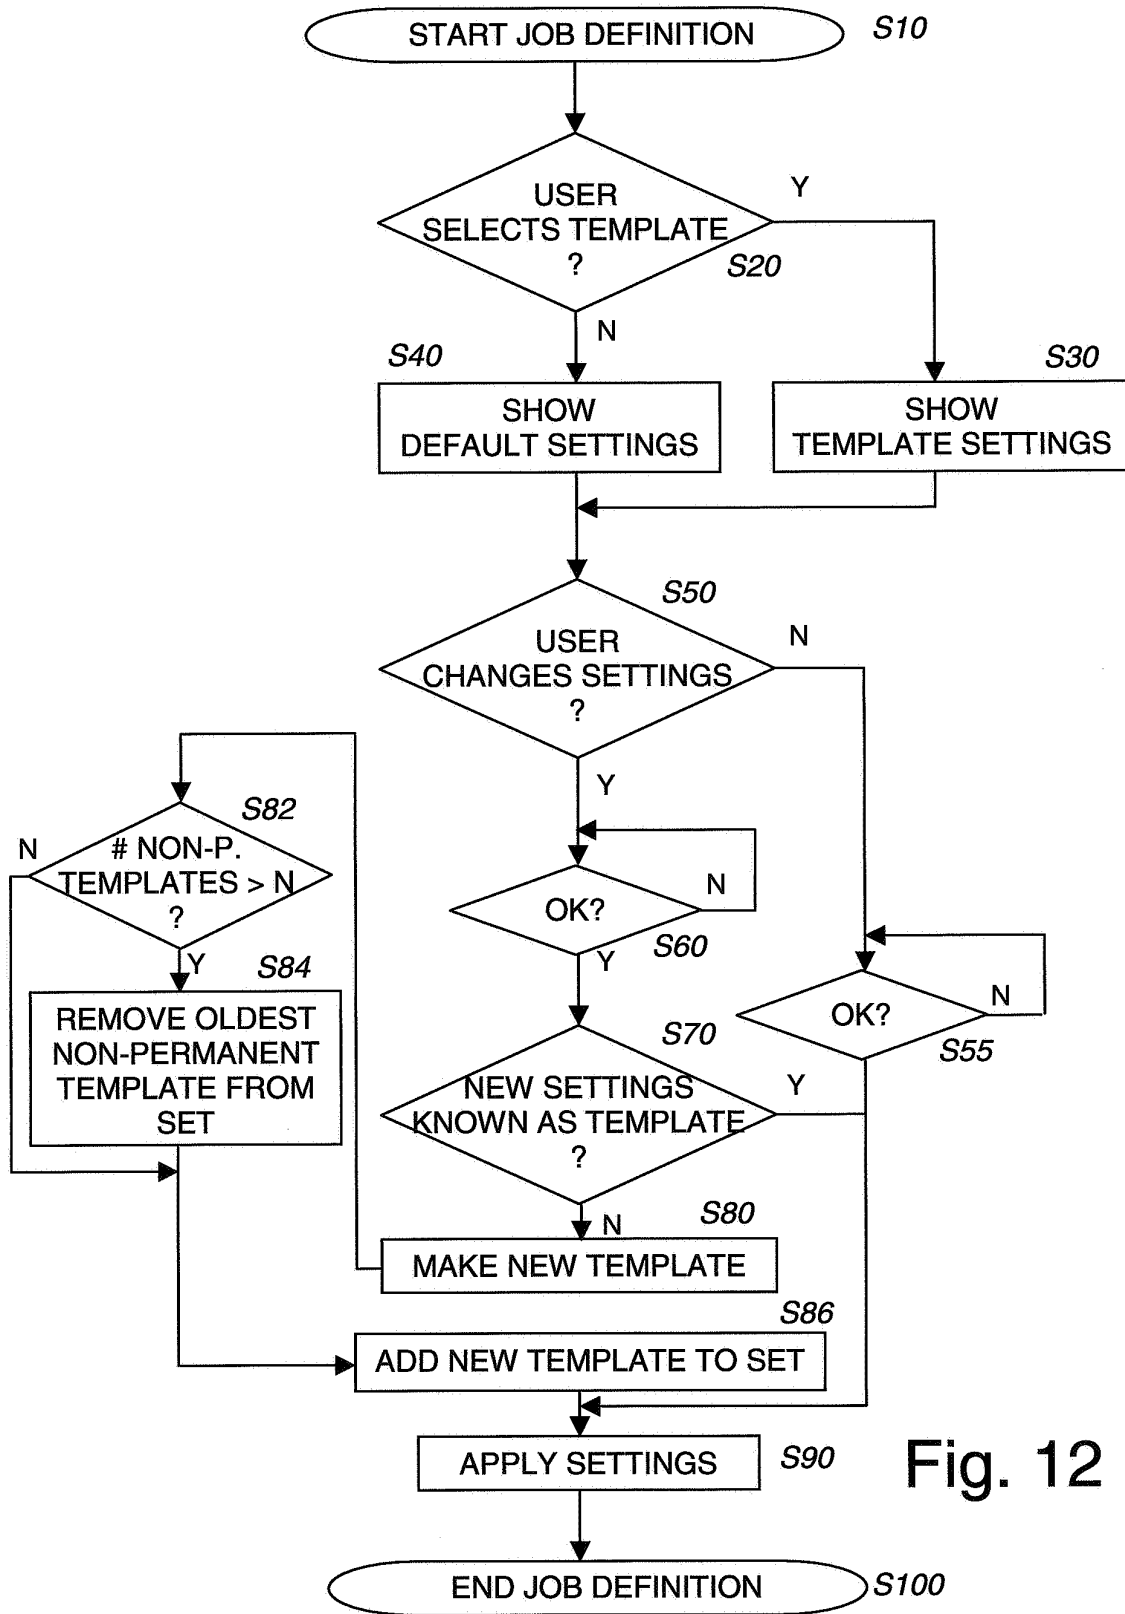 START JOB DEFINITION
S10
USER
SELECTS TEMPLATE
?
Y
S20
N
S40
S30
SHOW
DEFAULT SETTINGS
SHOW
TEMPLATE SETTINGS
S50
USER
CHANGES SETTINGS
?
N
Y
S82
N
# NON-P.
TEMPLATES > N
?
Y
OK?
N
S60
Y
S84
REMOVE OLDEST
NON-PERMANENT
TEMPLATE FROM
SET
OK?
N
S55
S70
NEW SETTINGS
KNOWN AS TEMPLATE
?
Y
N
S80
MAKE NEW TEMPLATE
S86
ADD NEW TEMPLATE TO SET
APPLY SETTINGS
S90
Fig. 12
END JOB DEFINITION
S100